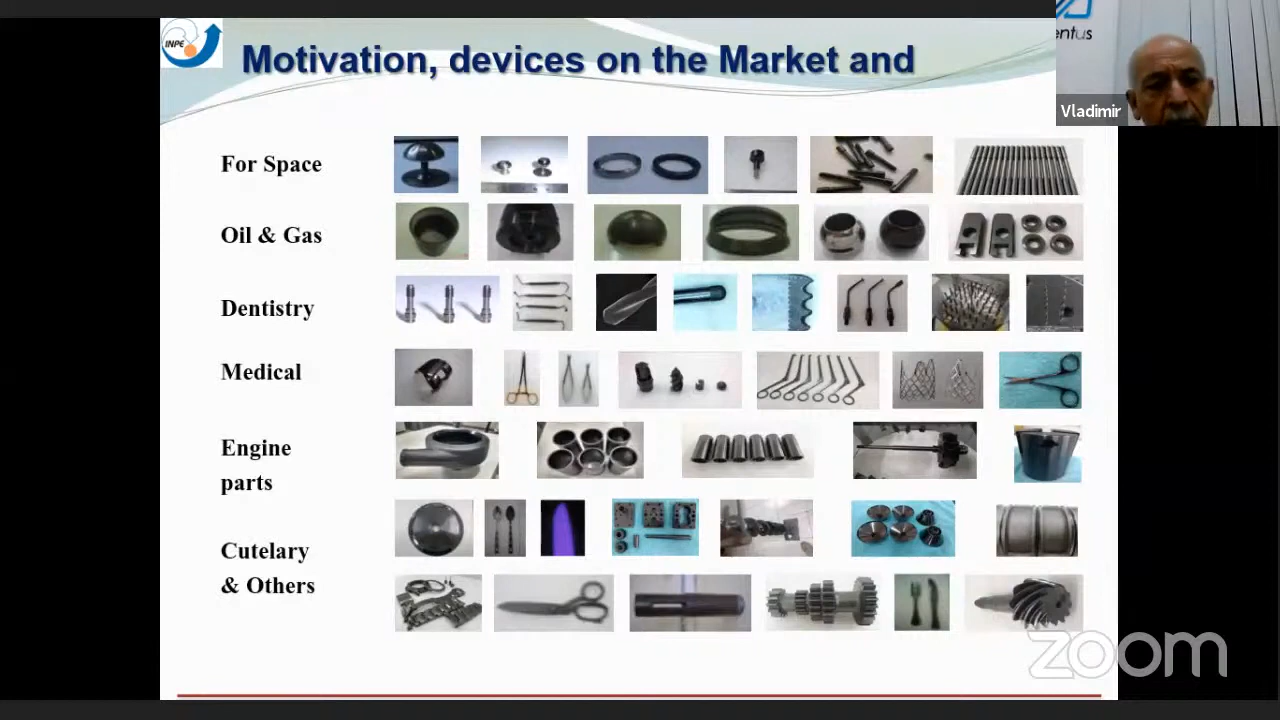 INPE
Motivation, devices on the Market and
entus
Vladimir
For Space
Oil & Gas
Dentistry
Medical
Engine
parts
Cutelary
& Others
zoom